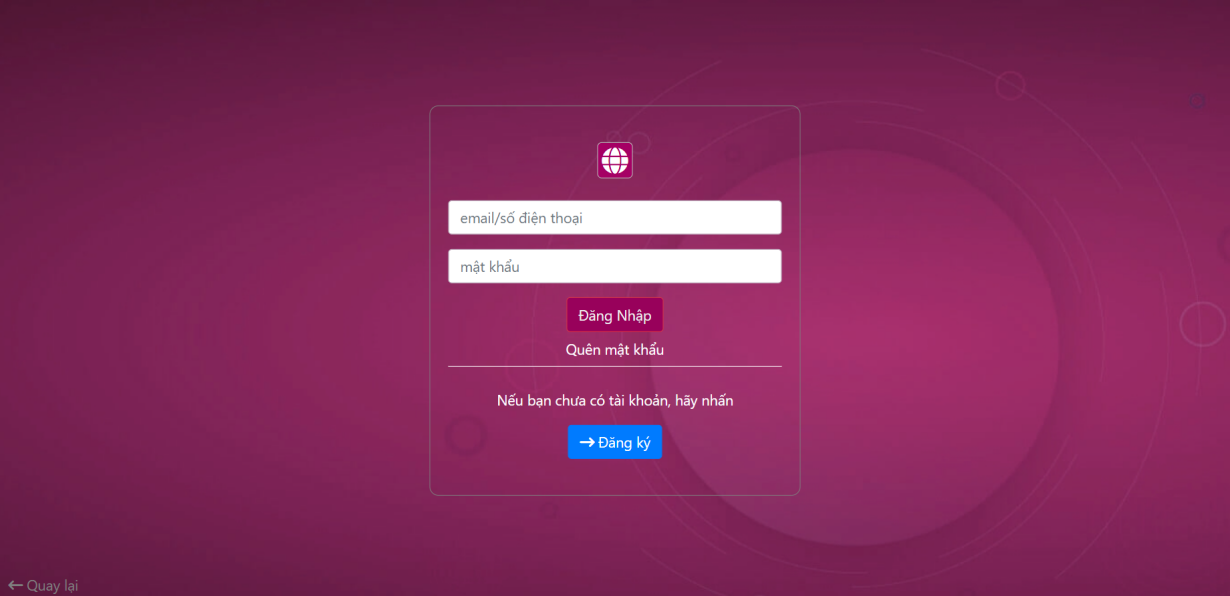 email/số điện thoại
mật khẩu
Đăng Nhập
Quên mật khẩu
Nếu bạn chưa có tài khoản, hãy nhấn
Đăng ký
Quay lại